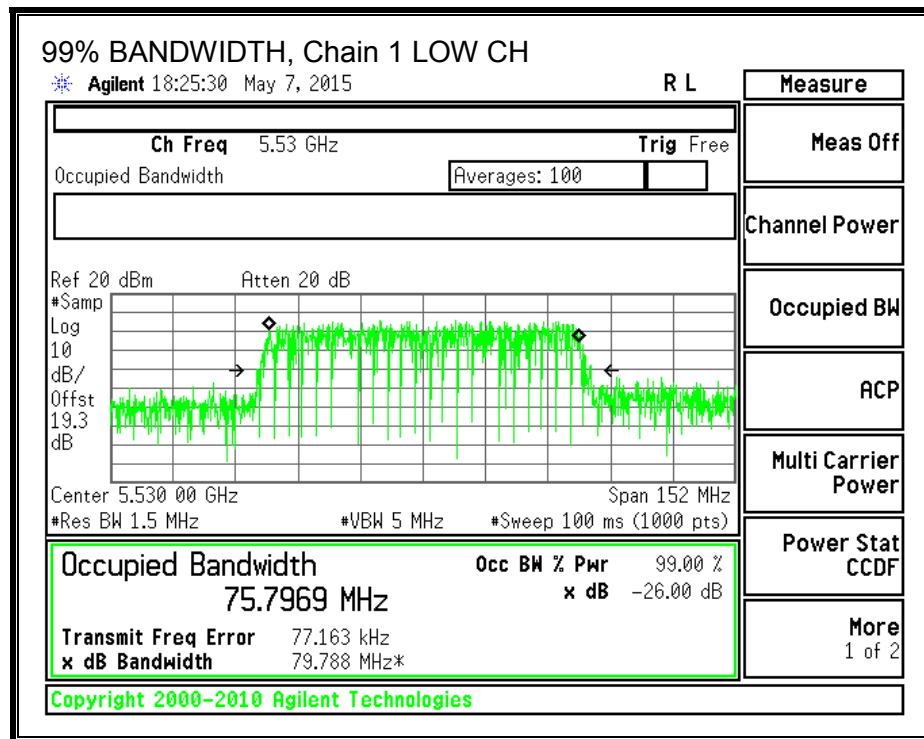 99% BANDWIDTH, Chain 1 LOW CH
Agilent 18:25:30 May 7, 2015 R L
Measure
Ch Freq 5.53 GHz Trig Free
Occupied Bandwidth Averages: 100
Ref 20 dBm Atten 20 dB
#Samp
Log
10
dB/
Offst
19.3
dB
Center 5.530 00 GHz Span 152 MHz
#Res BW 1.5 MHz #VBW 5 MHz #Sweep 100 ms (1000 pts)
Occupied Bandwidth Occ BW % Pwr 99.00 %
75.7969 MHz x dB -26.00 dB
Transmit Freq Error 77.163 kHz
x dB Bandwidth 79.788 MHz*
Copyright 2000-2010 Agilent Technologies
Meas Off
Channel Power
Occupied BW
ACP
Multi Carrier
Power
Power Stat
CCDF
More
1 of 2